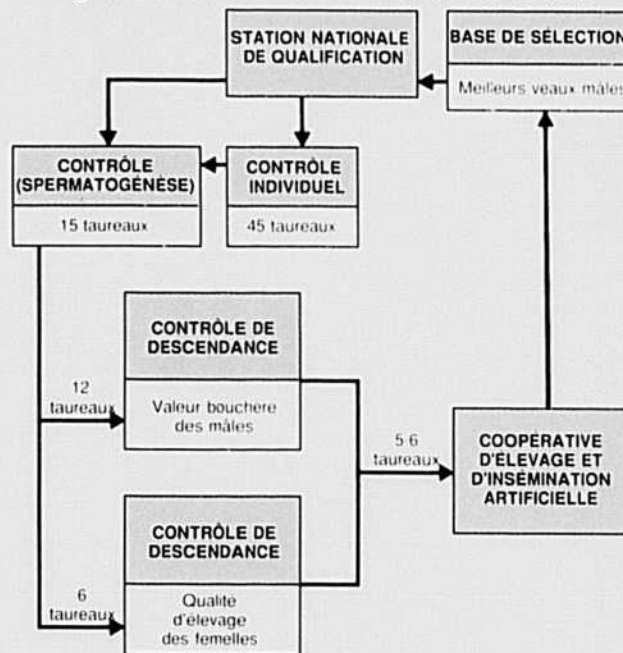 STATION NATIONALE
DE QUALIFICATION
BASE DE SÉLECTION
Meilleurs veaux mâles
CONTRÔLE
(SPERMATOGÉNÈSE)
15 taureaux
CONTRÔLE
INDIVIDUEL
45 taureaux
CONTRÔLE DE
DESCENDANCE
Valeur bouchère
des mâles
12
taureaux
5.6
taureaux
COOPÉRATIVE
D'ÉLEVAGE ET
D'INSÉMINATION
ARTIFICIELLE
CONTRÔLE DE
DESCENDANCE
Qualité
d'élevage
des femelles
6
taureaux